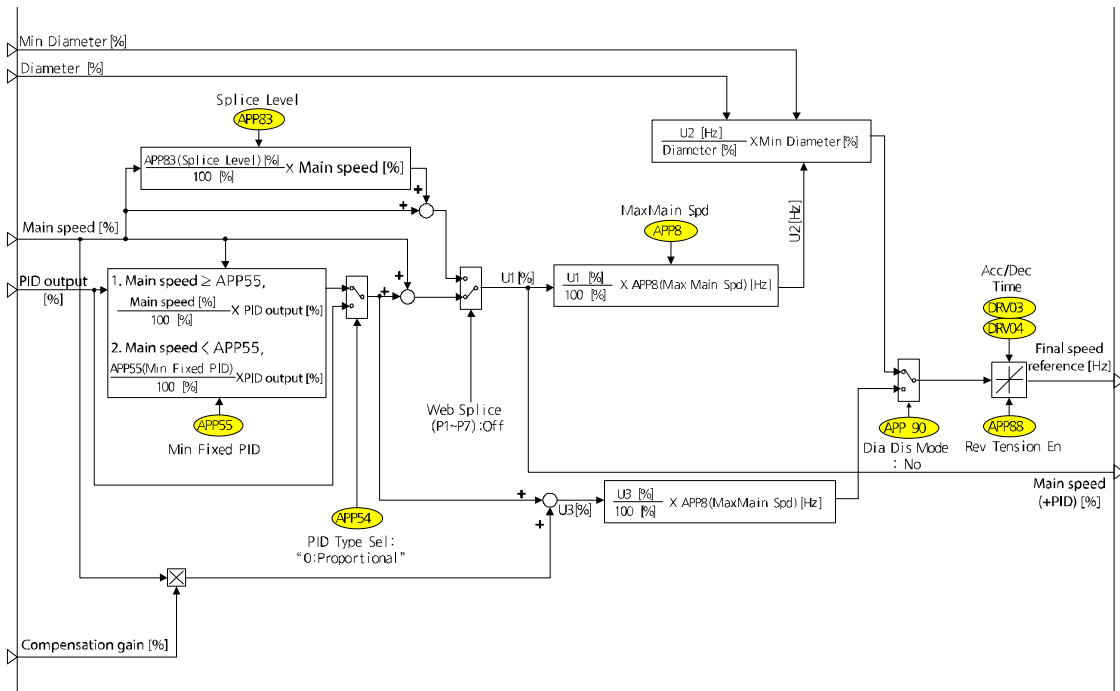 Min Diameter[%]
Diameter [%]
Splice Level
APP83
APP83(Splice Level)[%]
100 [%]
X Main speed [%]
U2 [Hz]
Diameter [%]
X Min Diameter[%]
Main speed [%]
MaxMain Spd
APP8
U2[Hz]
PID output
[%]
1. Main speed ≥ APP55,
Main speed [%]
100 [%]
X PID output[%]
2. Main speed < APP55,
APP55(Min Fixed PID)
100 [%]
XPID output[%]
U1[%]
U1 [%]
100 [%]
X APP8(Max Main Spd)[Hz]
Acc/Dec
Time
DRV03
DRV04
Final speed
reference [Hz]
APP55
Min Fixed PID
Web Splice
(P1~P7):Off
APP 90
Dia Dis Mode
: No
APP88
Rev Tension En
Main speed
(+PID) [%]
U3[%]
U3 [%]
100 [%]
X APP8(MaxMain Spd)[Hz]
APP54
PID Type Sel:
“0:Proportional”
Compensation gain [%]